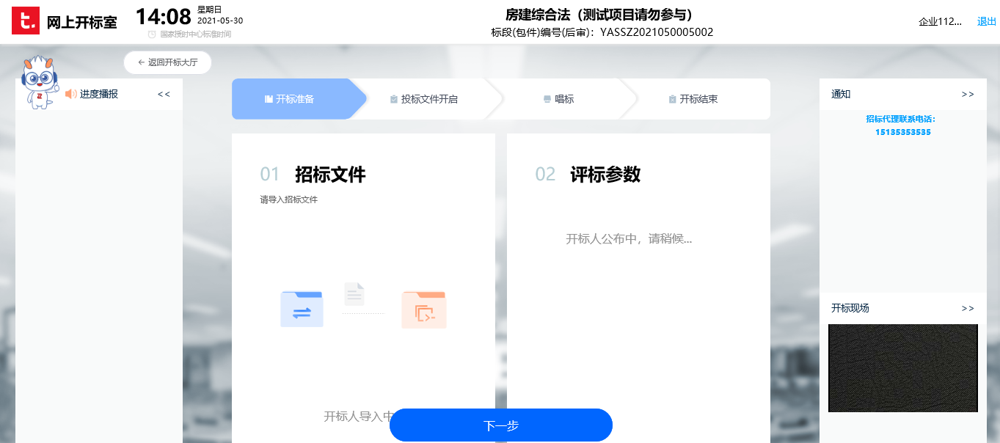 t.
网上开标室
14:08
星期日
2021-05-30
国家授时中心标准时间
房建综合法（测试项目请勿参与）
标段(包件)编号(后审)：YASSZ2021050005002
企业112...
退出
← 返回开标大厅
进度播报
<<
开标准备
投标文件开启
唱标
开标结束
通知
>>
招标代理联系电话：
15135353535
01 招标文件
请导入招标文件
02 评标参数
开标人公布中，请稍候...
开标现场
>>
开标人导入中
下一步